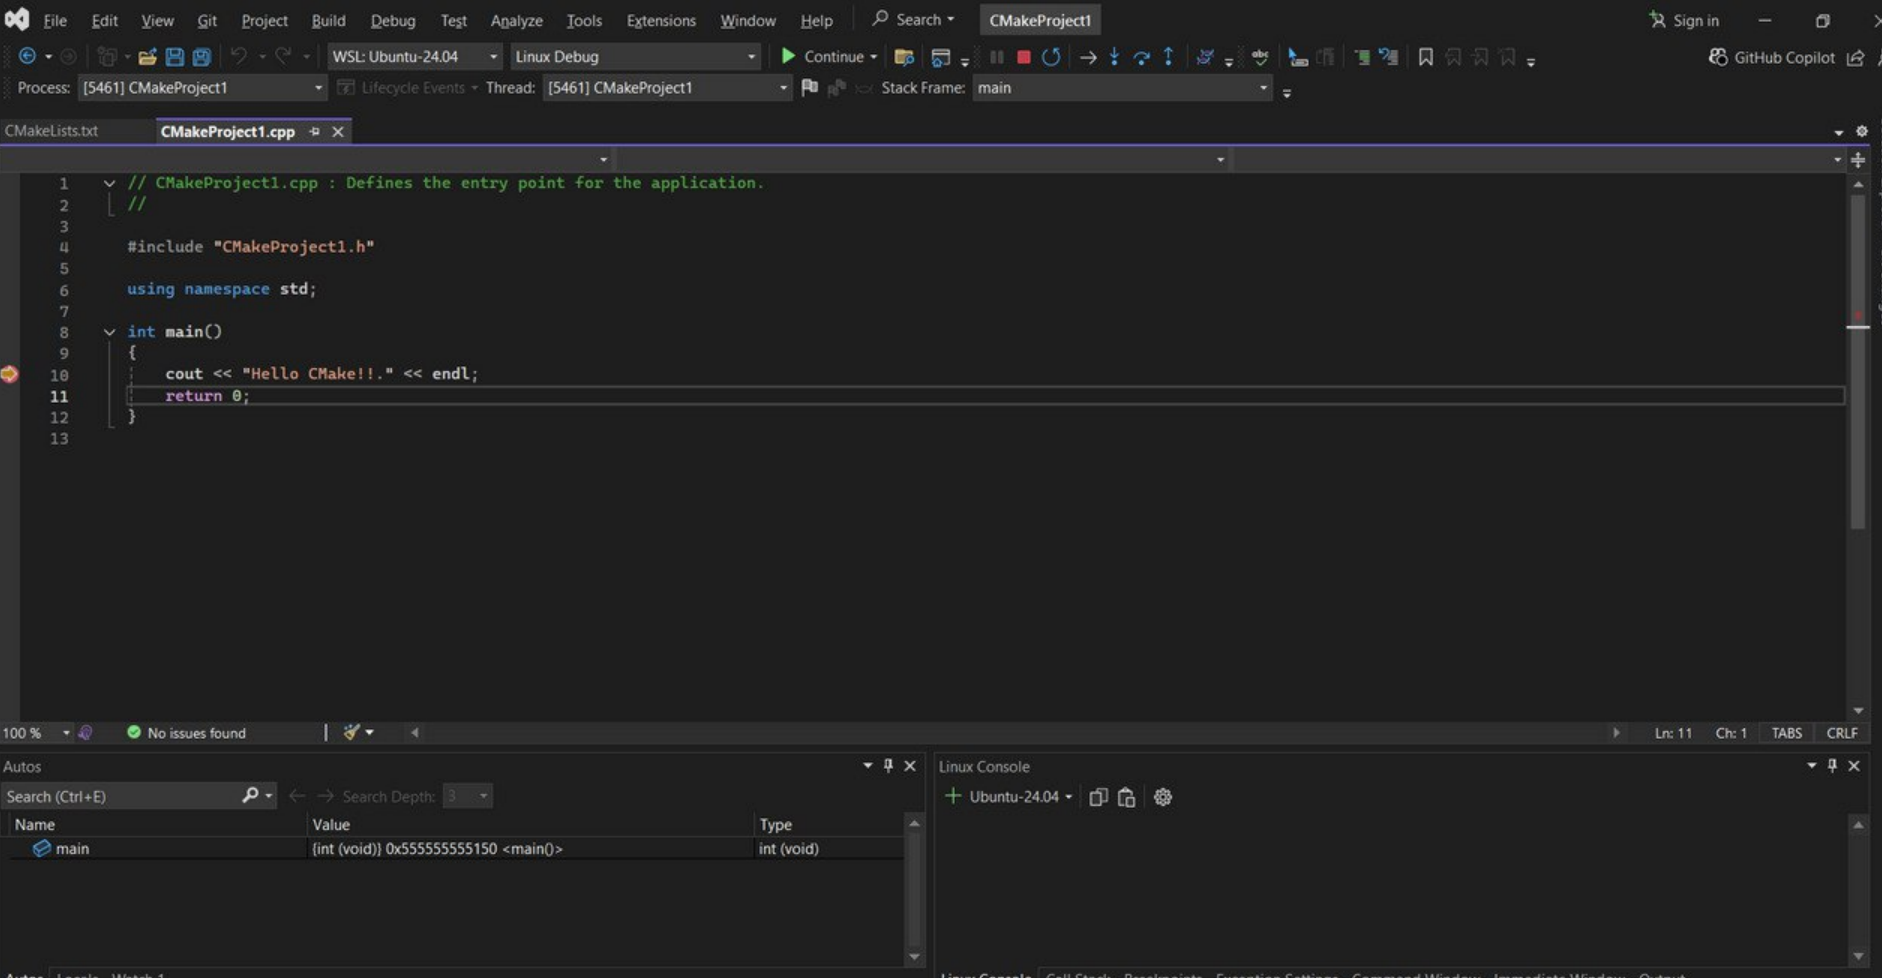 File Edit View Git Project Build Debug Test Analyze Tools Extensions Window Help Search CMakeProject1 Sign in
WSL: Ubuntu-24.04 Linux Debug Continue abc GitHub Copilot
Process: [5461] CMakeProject1 Lifecycle Events Thread: [5461] CMakeProject1 Stack Frame: main
CMakeLists.txt CMakeProject1.cpp
1 // CMakeProject1.cpp : Defines the entry point for the application.
2 //
3
4 #include "CMakeProject1.h"
5
6 using namespace std;
7
8 int main()
9 {
10 cout << "Hello CMake!!." << endl;
11 return 0;
12 }
13
100 % No issues found Ln: 11 Ch: 1 TABS CRLF
Autos Linux Console
Search (Ctrl+E) Search Depth: 3 Ubuntu-24.04
Name Value Type
main {int (void)} 0x555555555150 <main()> int (void)
Autos Locals Watch 1 Linux Console Call Stack Breakpoints Exception Settings Command Window Immediate Window Output